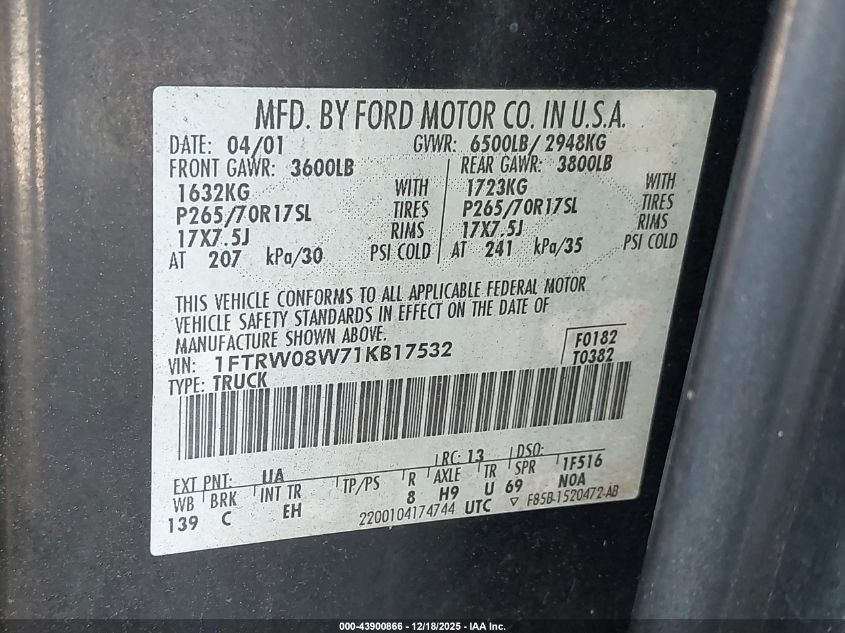 MFD. BY FORD MOTOR CO. IN U.S.A.
DATE: 04/01 GVWR: 6500LB/ 2948KG
FRONT GAWR: 3600LB REAR GAWR: 3800LB
1632KG WITH 1723KG WITH
P265/70R17SL TIRES P265/70R17SL TIRES
17X7.5J RIMS 17X7.5J RIMS
AT 207 kPa/30 PSI COLD AT 241 kPa/35 PSI COLD
THIS VEHICLE CONFORMS TO ALL APPLICABLE FEDERAL MOTOR
VEHICLE SAFETY STANDARDS IN EFFECT ON THE DATE OF
MANUFACTURE SHOWN ABOVE.
VIN: 1FTRW08W71KB17532 F0182
TYPE: TRUCK T0382
EXT PNT: UA RC: 13 DSO:
WB BRK INT TR TP/PS R AXLE TR SPR 1F516
139 C EH 8 H9 U 69 NOA
2200104174744 UTC F85B-1520472-AB
000-43900866 - 12/18/2025 - IAA Inc.